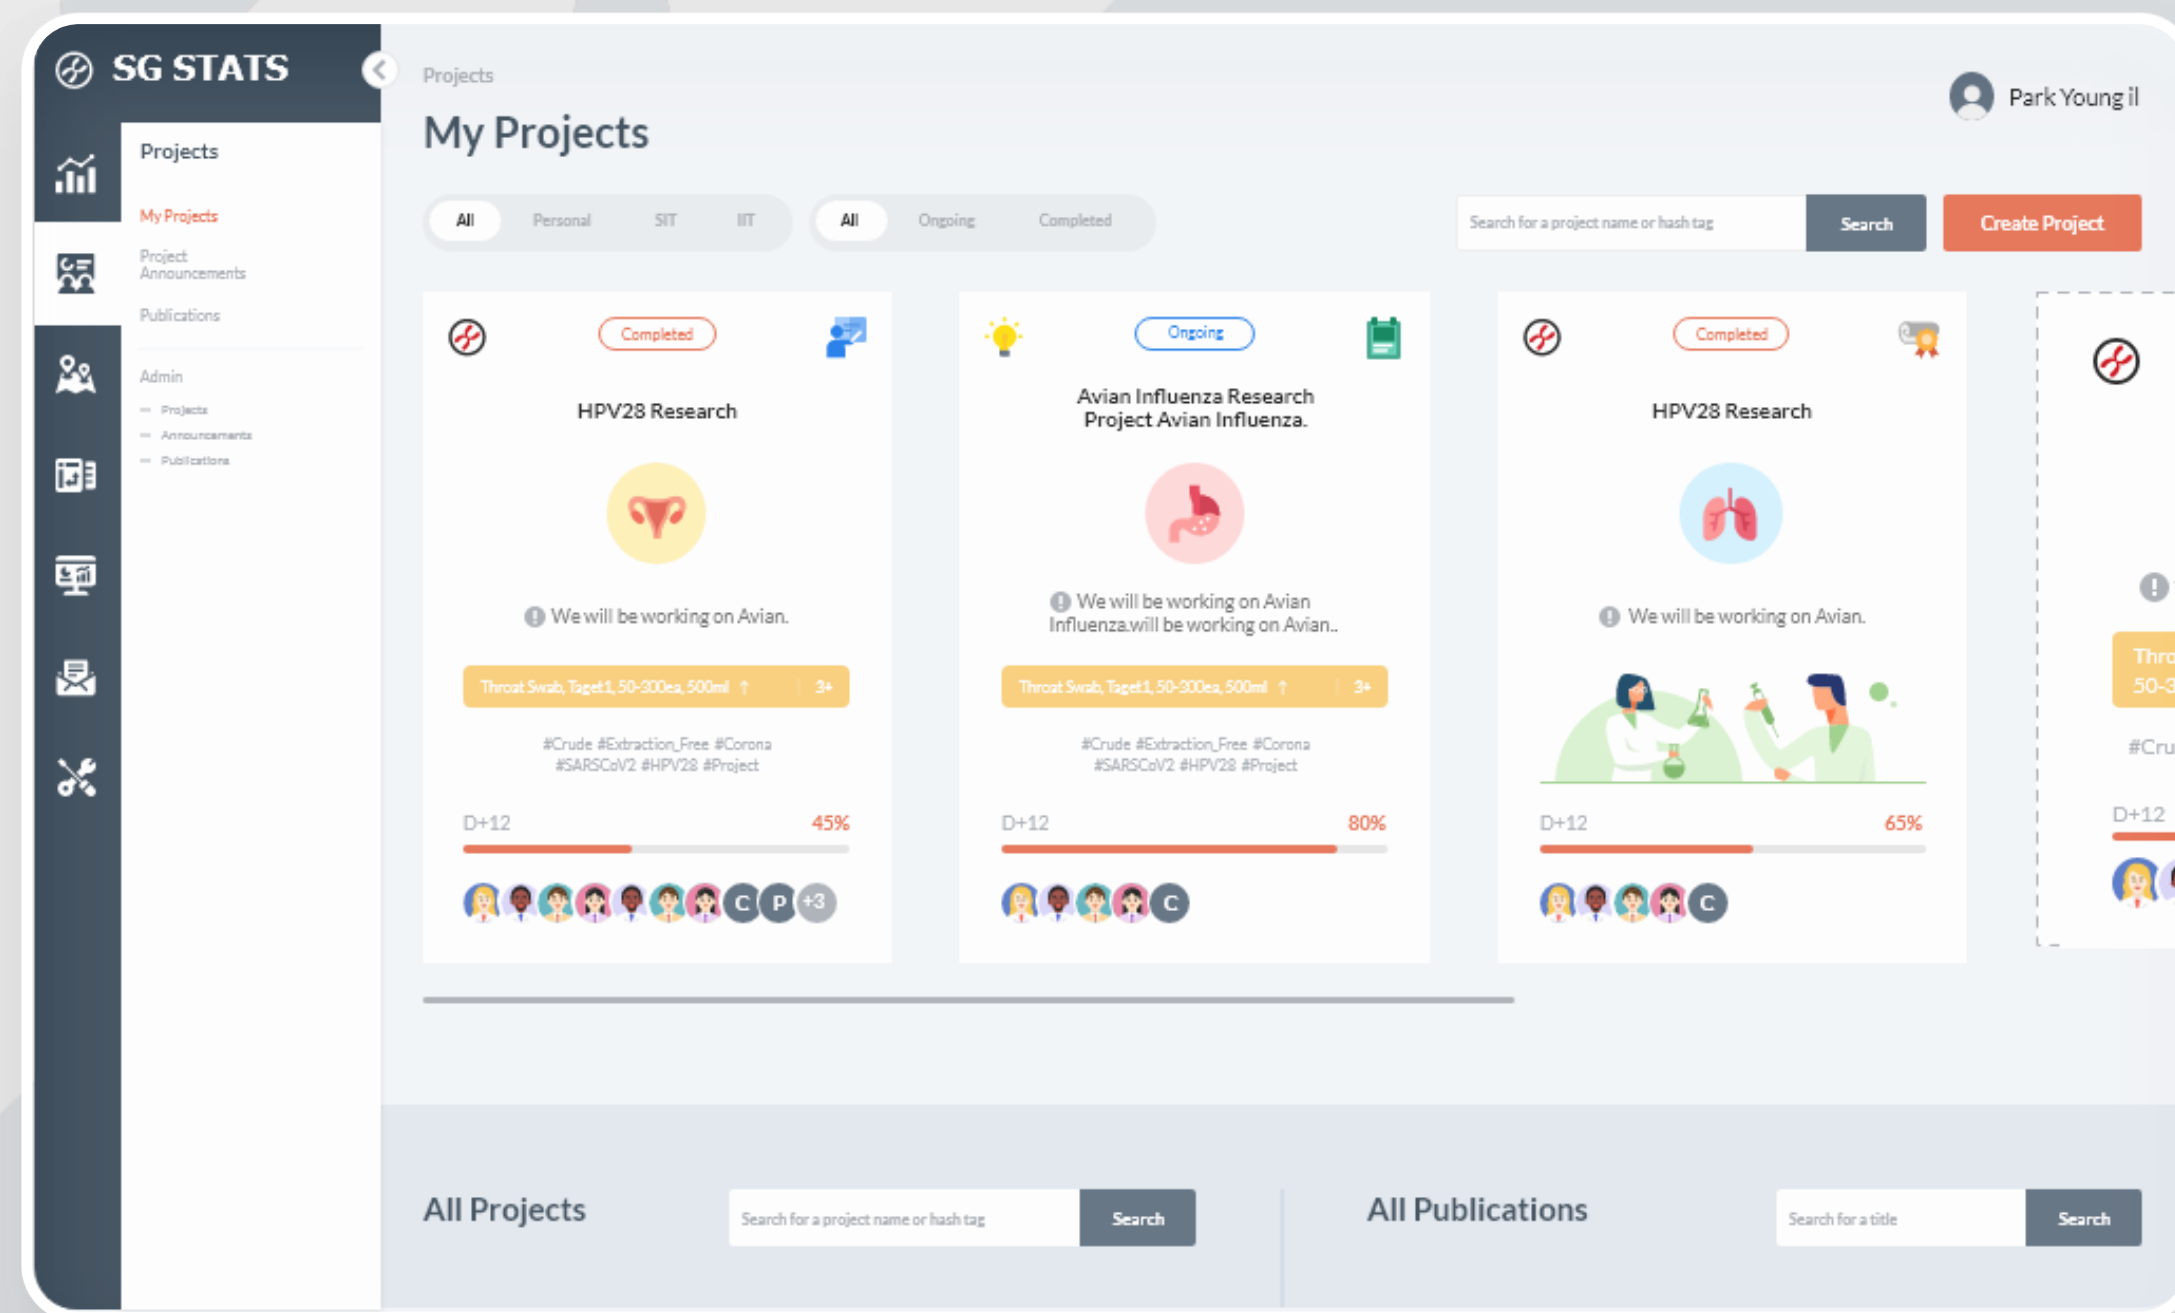 SG STATS
Projects
My Projects
Park Young il
Projects
My Projects
Project
Announcements
Publications
Admin
Projects
Announcements
Publications
All Personal SIT IIT
All Ongoing Completed
Search for a project name or hash tag
Search
Create Project
Completed
HPV28 Research
We will be working on Avian.
Throat Swab, Taget1, 50-300ea, 500ml ↑ 3+
#Crude #Extraction_Free #Corona
#SARSCoV2 #HPV28 #Project
D+12 45%
C P +3
Ongoing
Avian Influenza Research
Project Avian Influenza.
We will be working on Avian
Influenza.will be working on Avian..
Throat Swab, Taget1, 50-300ea, 500ml ↑ 3+
#Crude #Extraction_Free #Corona
#SARSCoV2 #HPV28 #Project
D+12 80%
C
Completed
HPV28 Research
We will be working on Avian.
D+12 65%
C
Thro
50-3
#Cru
D+12
All Projects
Search for a project name or hash tag
Search
All Publications
Search for a title
Search